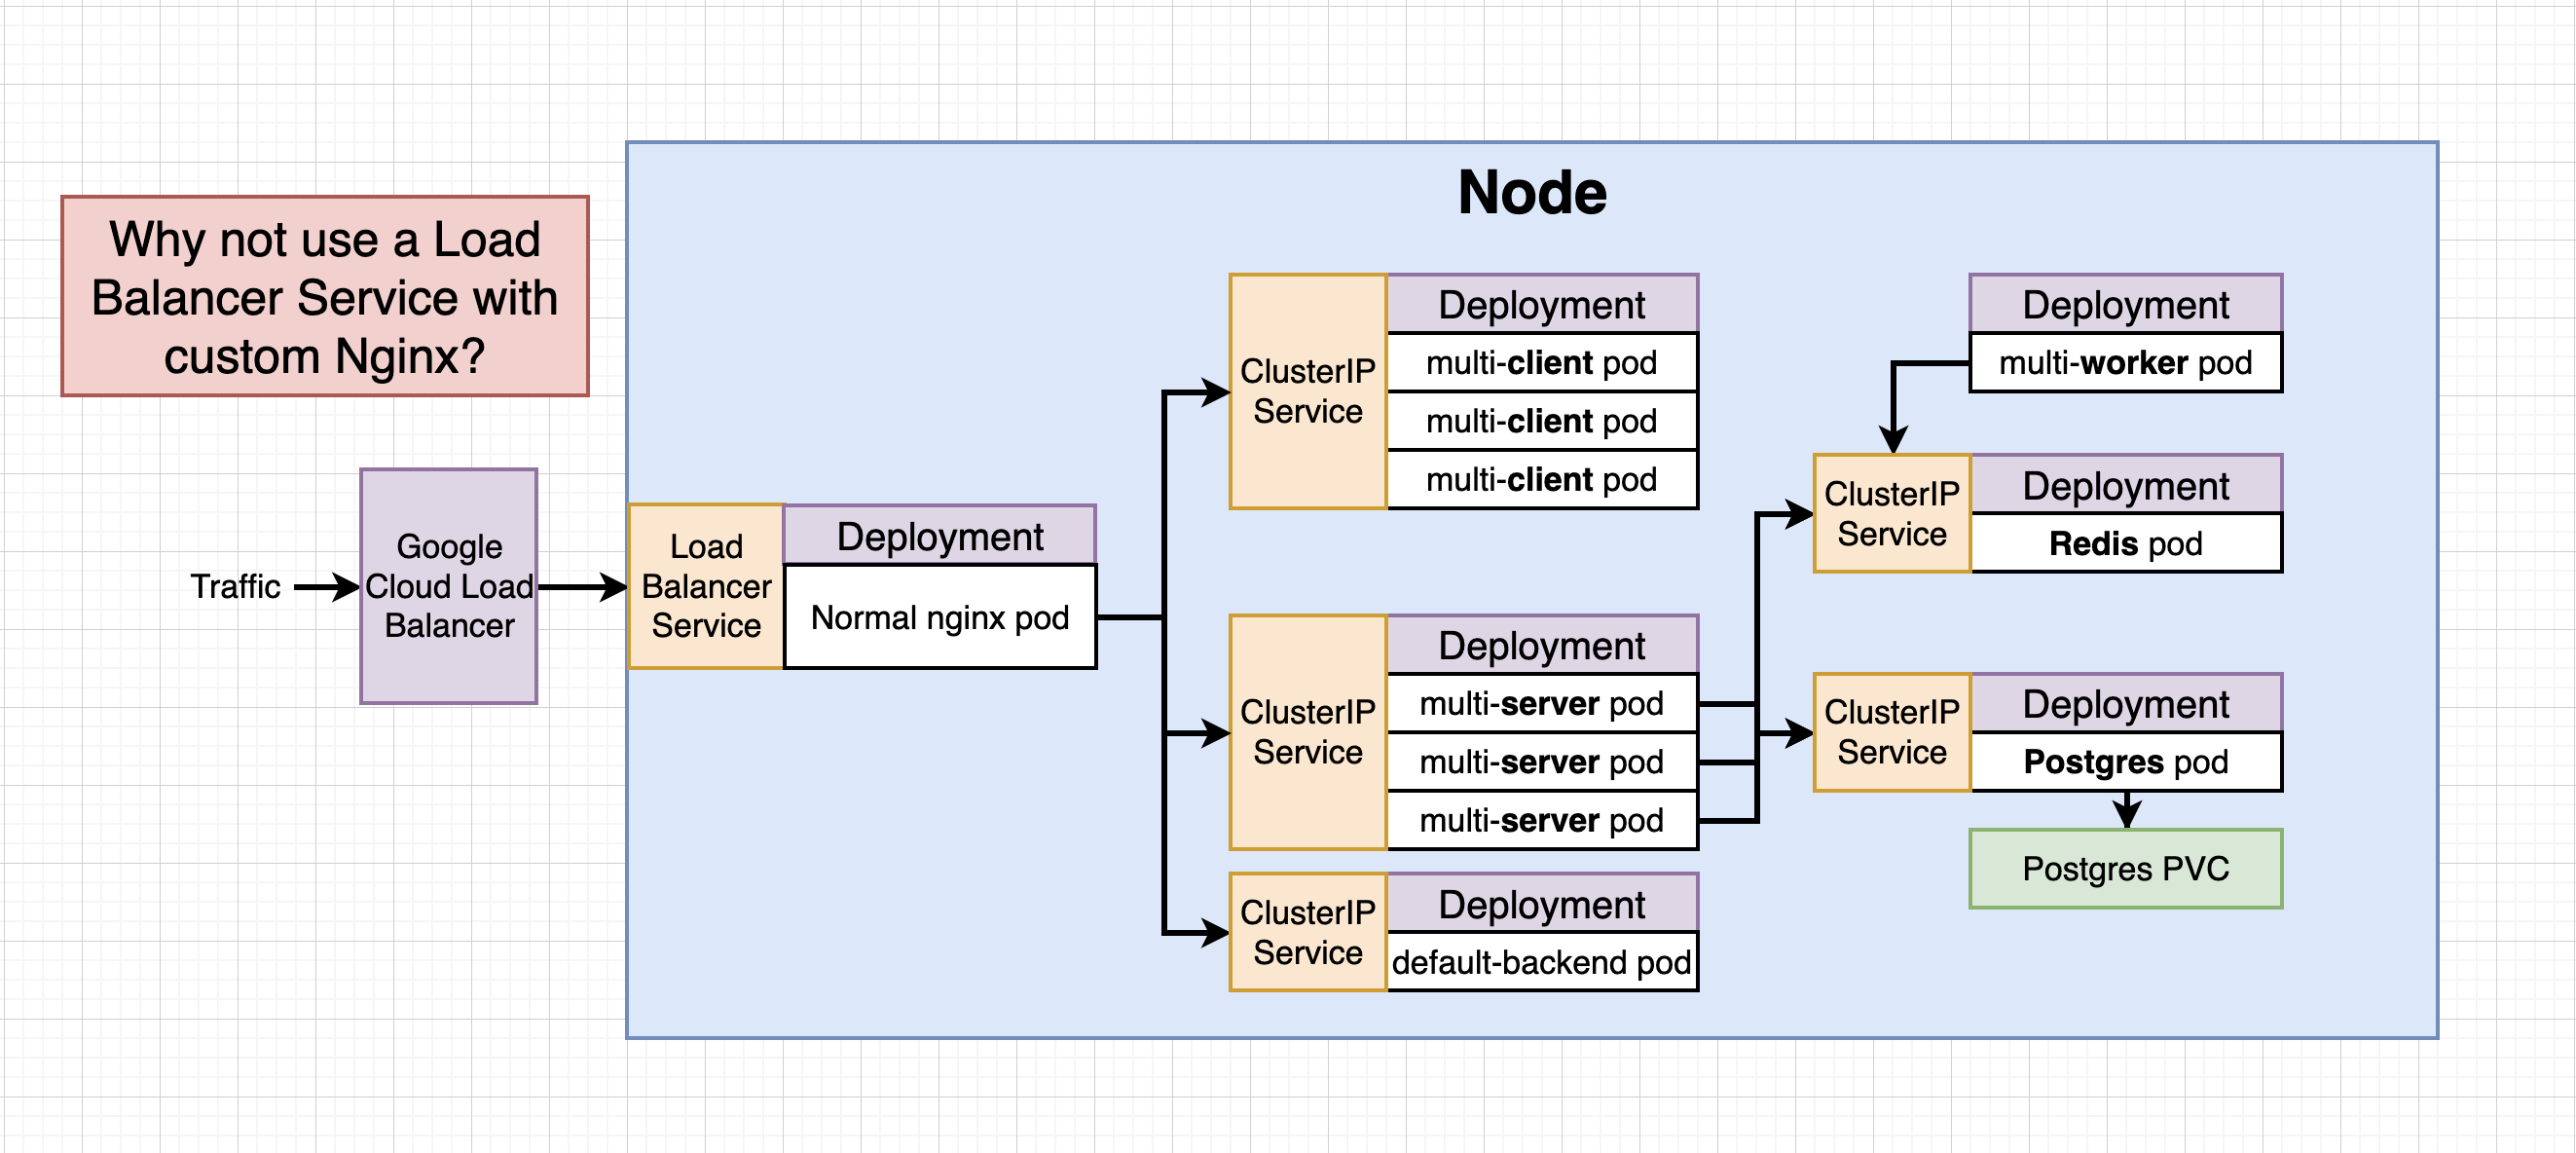 Node
Why not use a Load
Balancer Service with
custom Nginx?
Traffic
Google
Cloud Load
Balancer
Load
Balancer
Service
Deployment
Normal nginx pod
ClusterIP
Service
Deployment
multi-client pod
multi-client pod
multi-client pod
ClusterIP
Service
Deployment
multi-server pod
multi-server pod
multi-server pod
ClusterIP
Service
Deployment
default-backend pod
Deployment
multi-worker pod
ClusterIP
Service
Deployment
Redis pod
ClusterIP
Service
Deployment
Postgres pod
Postgres PVC